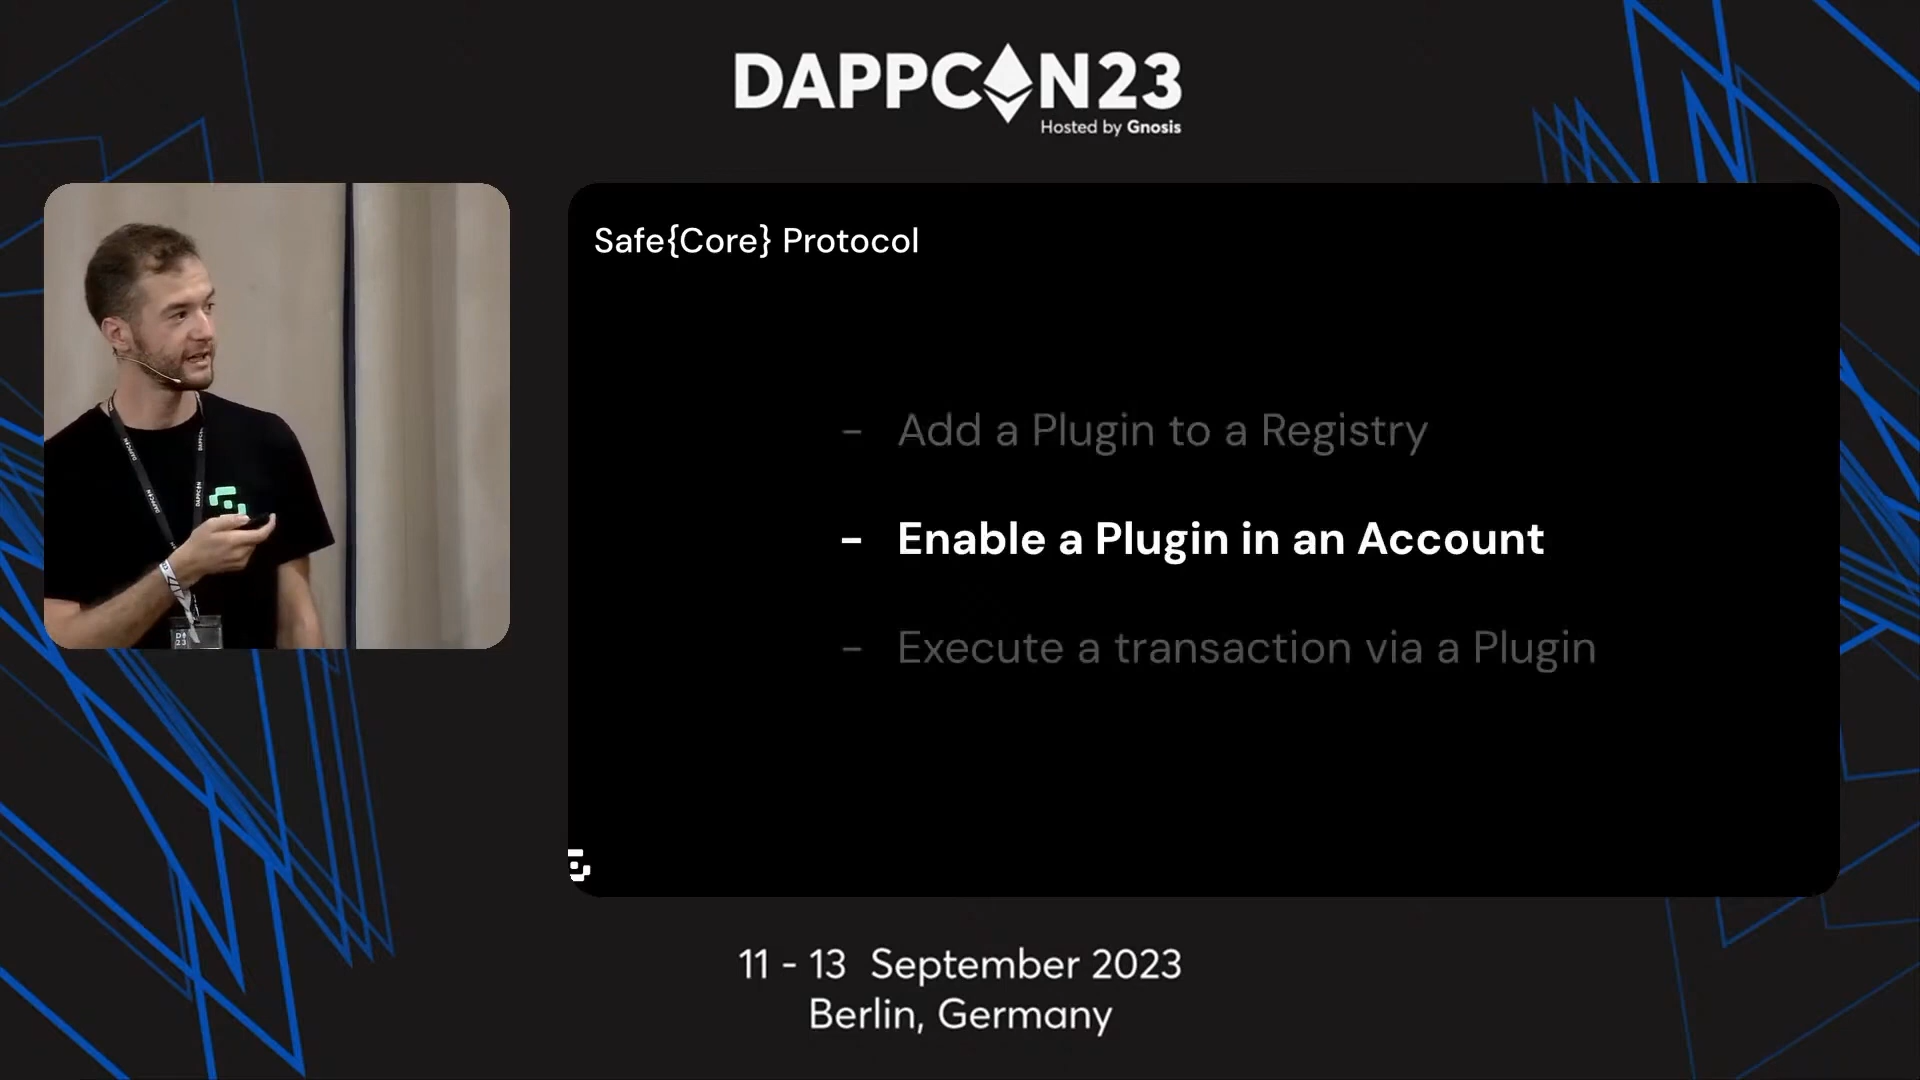 DAPPCON23
Hosted by Gnosis
Safe{Core} Protocol
- Add a Plugin to a Registry
- Enable a Plugin in an Account
- Execute a transaction via a Plugin
11 - 13 September 2023
Berlin, Germany